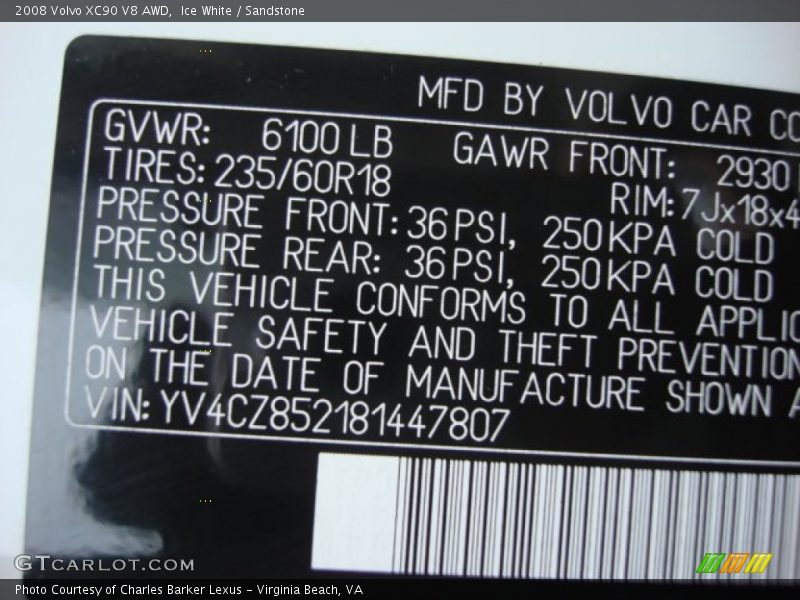 2008 Volvo XC90 V8 AWD,  Ice White / Sandstone
MFD BY VOLVO CAR CO
GVWR: 6100 LB GAWR FRONT: 2930
TIRES: 235/60R18 RIM: 7Jx18x4
PRESSURE FRONT: 36 PSI, 250 KPA COLD
PRESSURE REAR: 36 PSI, 250 KPA COLD
THIS VEHICLE CONFORMS TO ALL APPLIC
VEHICLE SAFETY AND THEFT PREVENTION
ON THE DATE OF MANUFACTURE SHOWN A
VIN: YV4CZ852181447807
GTCARLOT.COM
Photo Courtesy of Charles Barker Lexus - Virginia Beach, VA